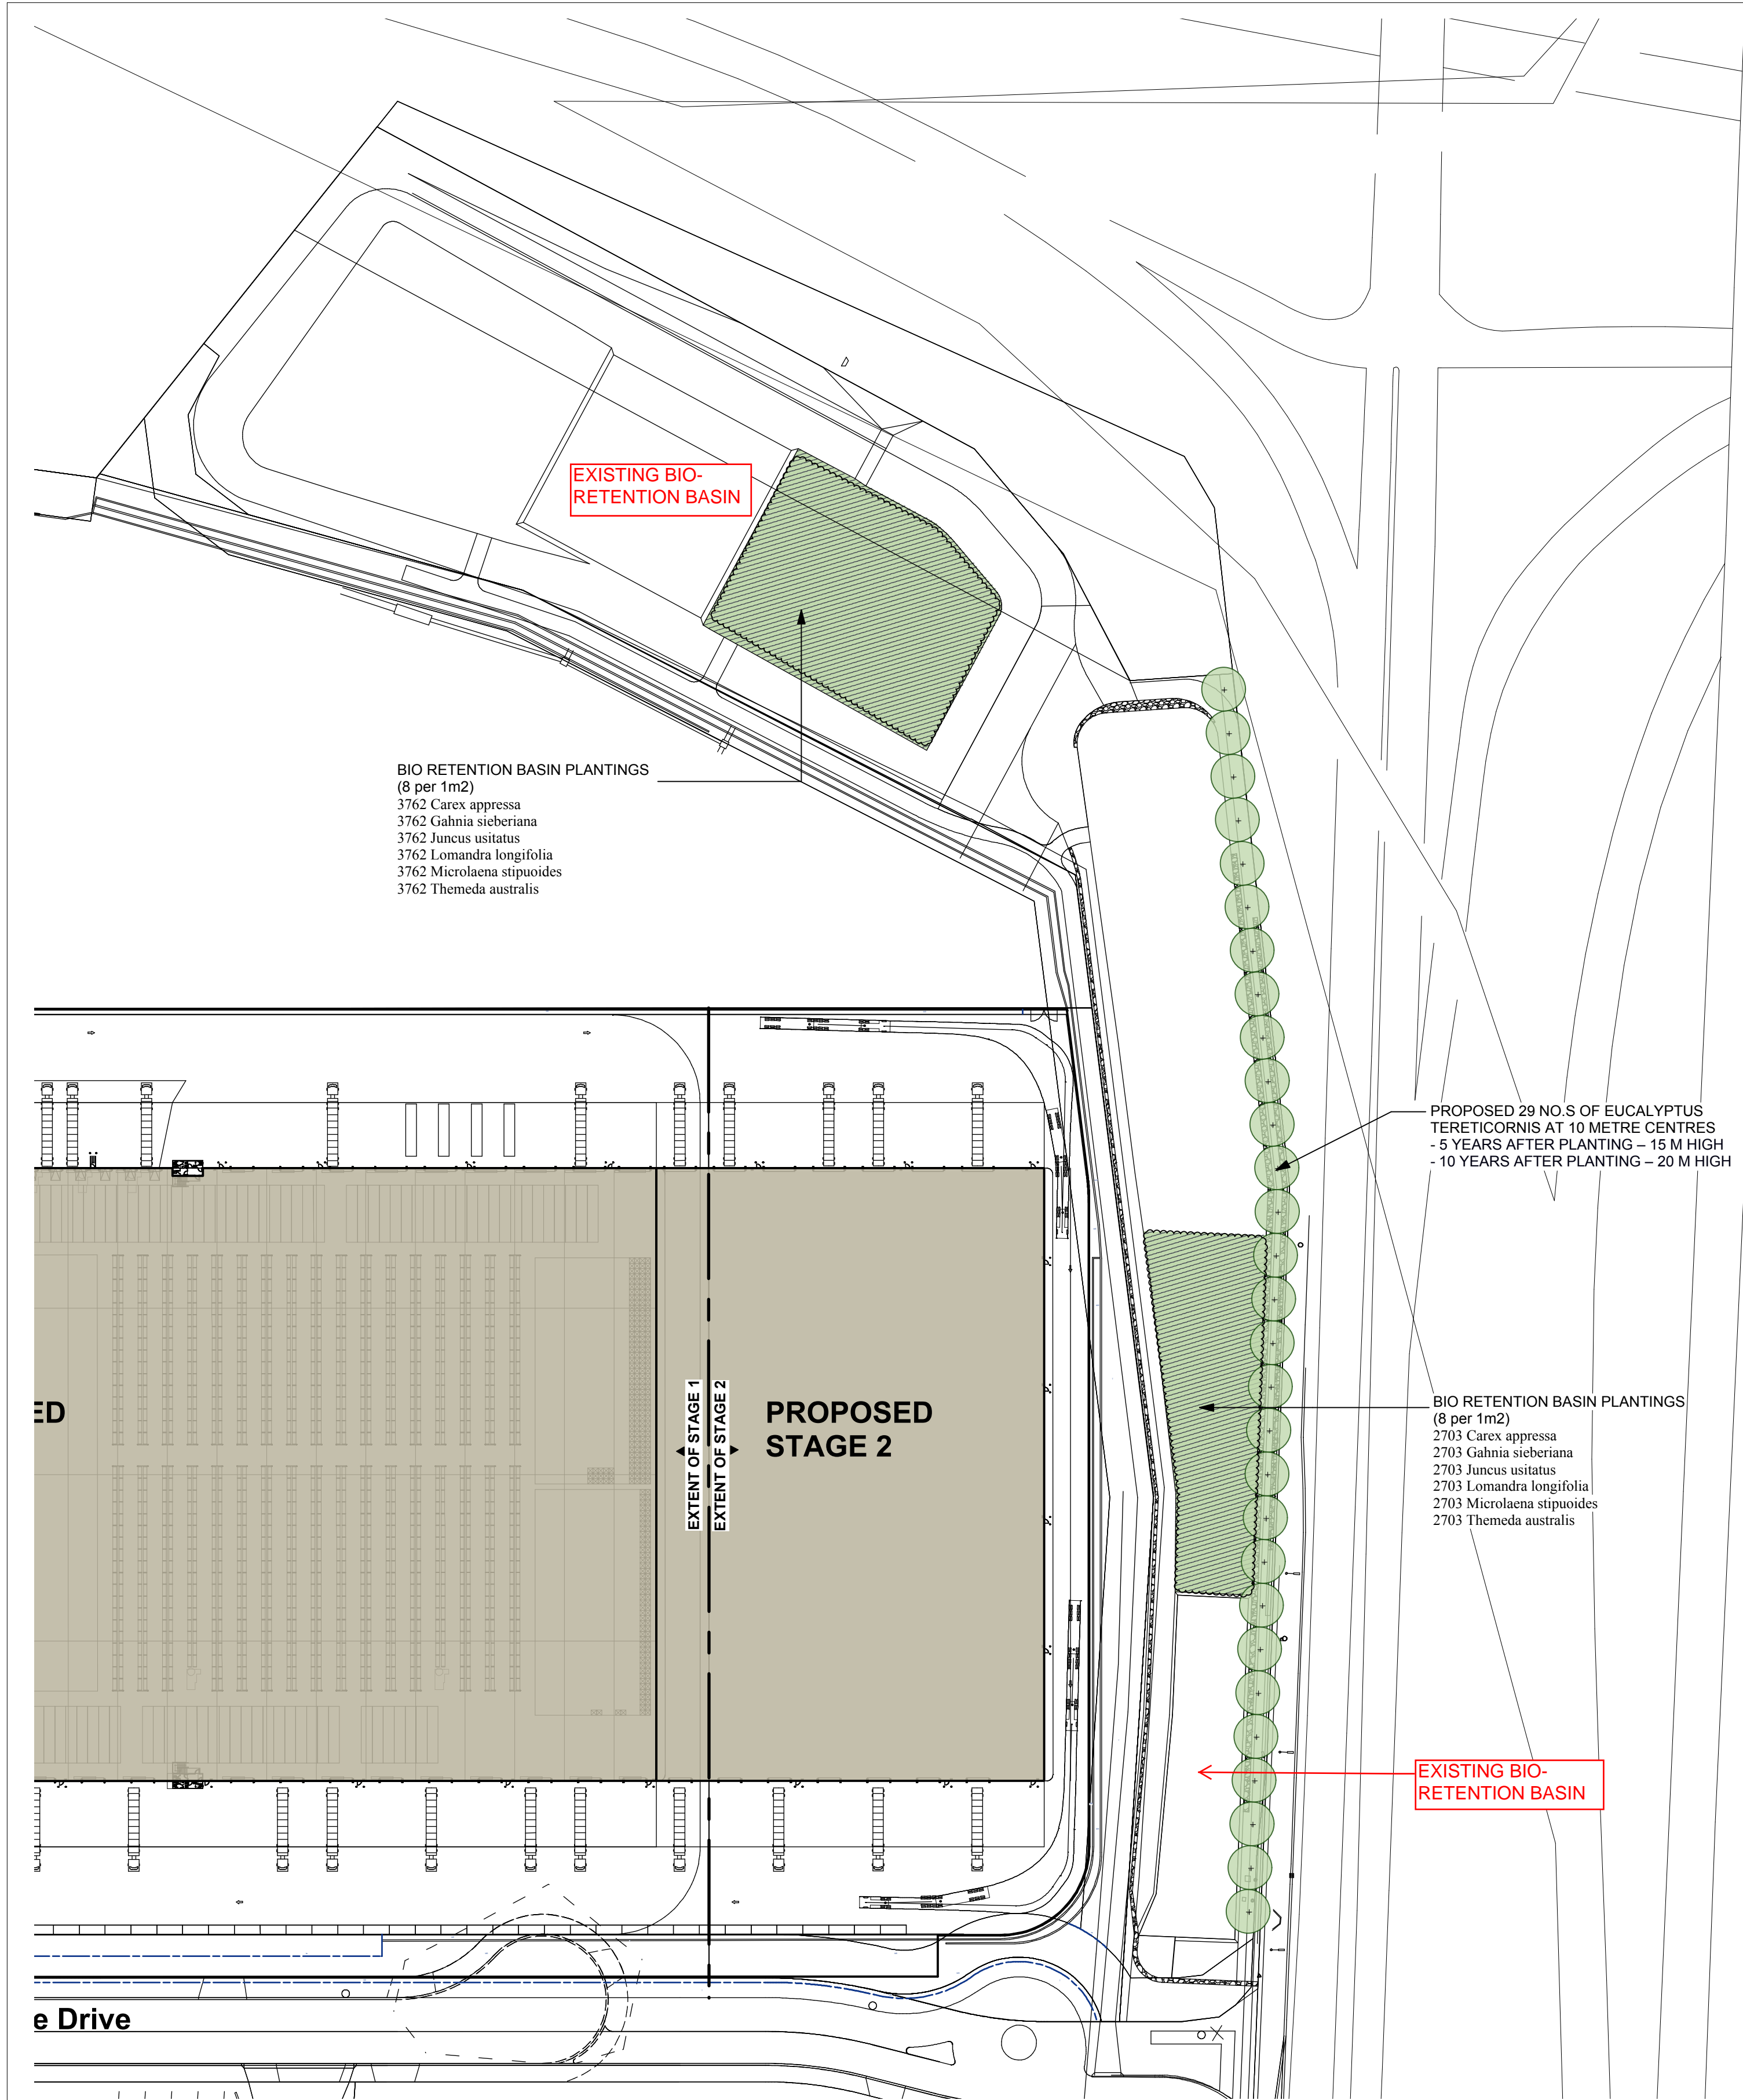 EXISTING BIO-
RETENTION BASIN
BIO RETENTION BASIN PLANTINGS
(8 per 1m2)
3762 Carex appressa
3762 Gahnia sieberiana
3762 Juncus usitatus
3762 Lomandra longifolia
3762 Microlaena stipuoides
3762 Themeda australis
PROPOSED 29 NO.S OF EUCALYPTUS
TERETICORNIS AT 10 METRE CENTRES
- 5 YEARS AFTER PLANTING – 15 M HIGH
- 10 YEARS AFTER PLANTING – 20 M HIGH
ED
EXTENT OF STAGE 1
EXTENT OF STAGE 2
PROPOSED
STAGE 2
BIO RETENTION BASIN PLANTINGS
(8 per 1m2)
2703 Carex appressa
2703 Gahnia sieberiana
2703 Juncus usitatus
2703 Lomandra longifolia
2703 Microlaena stipuoides
2703 Themeda australis
EXISTING BIO-
RETENTION BASIN
e Drive